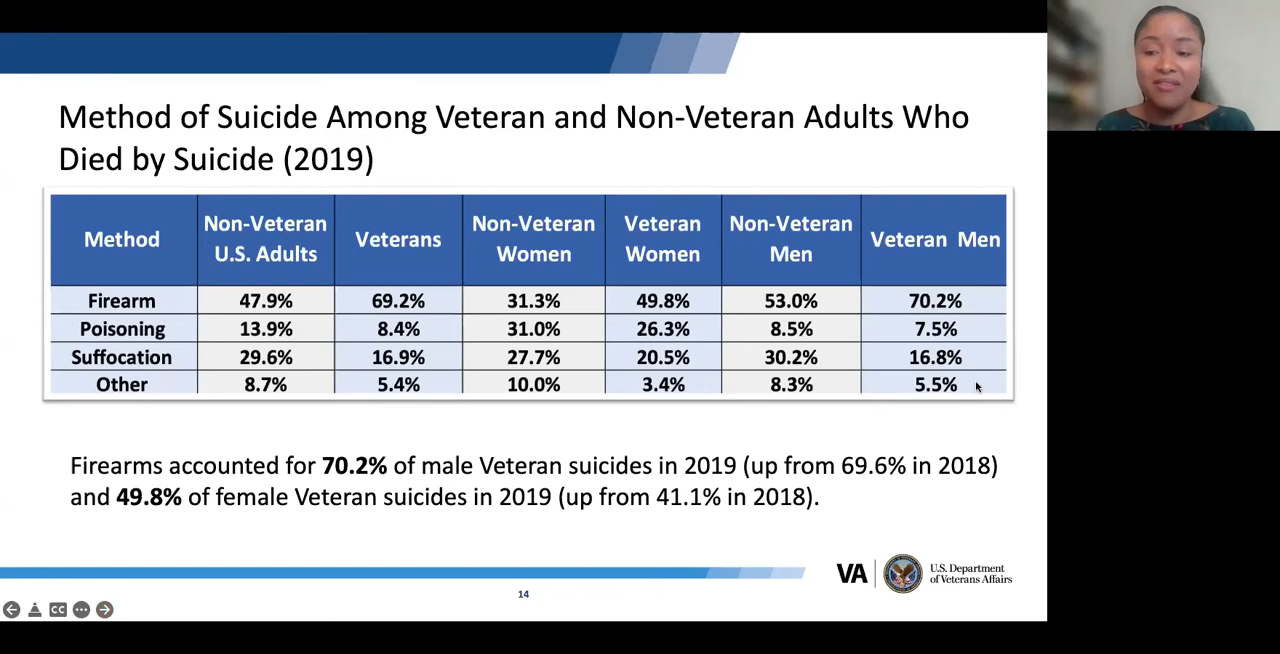 Method of Suicide Among Veteran and Non-Veteran Adults Who
Died by Suicide (2019)
Method Non-Veteran U.S. Adults Veterans Non-Veteran Women Veteran Women Non-Veteran Men Veteran Men
Firearm 47.9% 69.2% 31.3% 49.8% 53.0% 70.2%
Poisoning 13.9% 8.4% 31.0% 26.3% 8.5% 7.5%
Suffocation 29.6% 16.9% 27.7% 20.5% 30.2% 16.8%
Other 8.7% 5.4% 10.0% 3.4% 8.3% 5.5%
Firearms accounted for 70.2% of male Veteran suicides in 2019 (up from 69.6% in 2018)
and 49.8% of female Veteran suicides in 2019 (up from 41.1% in 2018).
VA
U.S. Department
of Veterans Affairs
14
CC